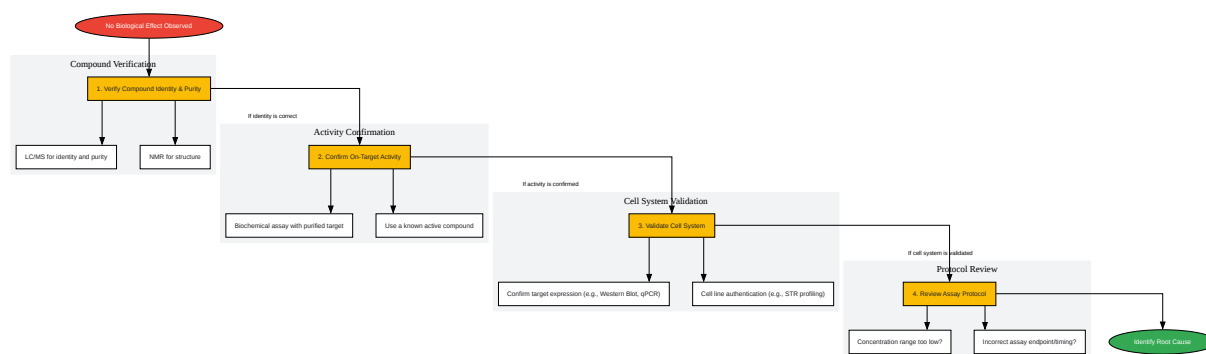 No Biological Effect Observed
Compound Verification
1. Verify Compound Identity & Purity
LC/MS for identity and purity
NMR for structure
If identity is correct
Activity Confirmation
2. Confirm On-Target Activity
Biochemical assay with purified target
Use a known active compound
If activity is confirmed
Cell System Validation
3. Validate Cell System
Confirm target expression (e.g., Western Blot, qPCR)
Cell line authentication (e.g., STR profiling)
If cell system is validated
Protocol Review
4. Review Assay Protocol
Concentration range too low?
Incorrect assay endpoint/timing?
Identify Root Cause